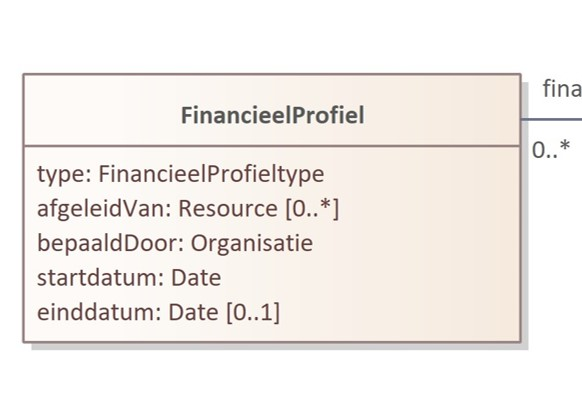 fina
FinancieelProfiel
0..*
type: FinancieelProfieltype
afgeleidVan: Resource [0..*]
bepaaldDoor: Organisatie
startdatum: Date
einddatum: Date [0..1]